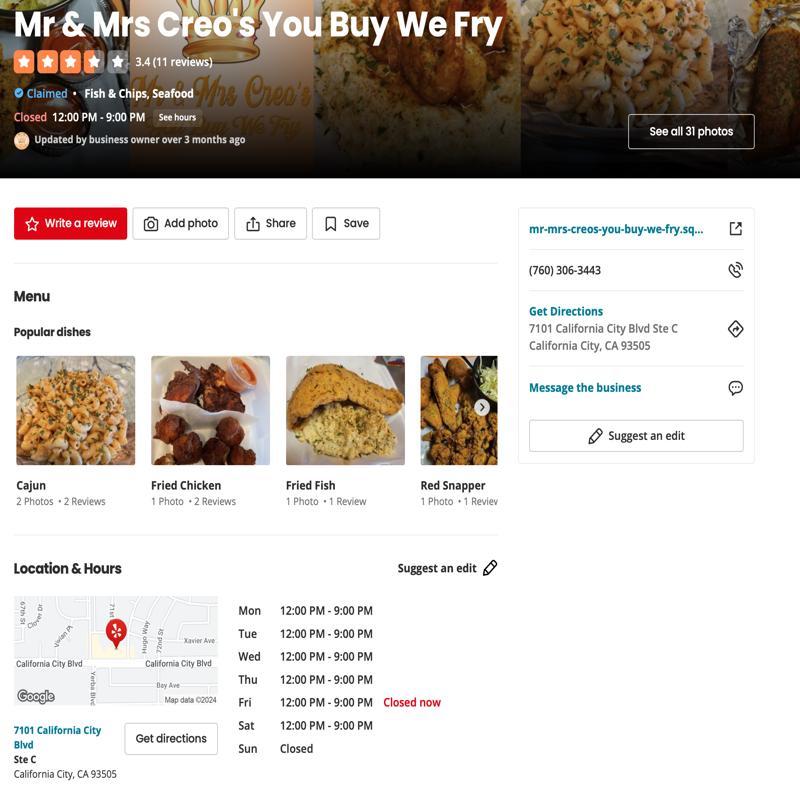 Mr & Mrs Creo's You Buy We Fry
3.4 (11 reviews)
Claimed • Fish & Chips, Seafood
Closed 12:00 PM - 9:00 PM See hours
Updated by business owner over 3 months ago
See all 31 photos
Write a review
Add photo
Share
Save
mr-mrs-creos-you-buy-we-fry.sq...
(760) 306-3443
Get Directions
7101 California City Blvd Ste C
California City, CA 93505
Message the business
Suggest an edit
Menu
Popular dishes
Cajun
2 Photos • 2 Reviews
Fried Chicken
1 Photo • 2 Reviews
Fried Fish
1 Photo • 1 Review
Red Snapper
1 Photo • 1 Review
Location & Hours
Suggest an edit
67th St
Clover Dr
Vivian Pl
71st
Hugo Way
72nd St
Xavier Ave
California City Blvd
California City Blvd
Yerba Blvd
Bay Ave
Google
Map data ©2024
7101 California City
Blvd
Ste C
California City, CA 93505
Get directions
Mon 12:00 PM - 9:00 PM
Tue 12:00 PM - 9:00 PM
Wed 12:00 PM - 9:00 PM
Thu 12:00 PM - 9:00 PM
Fri 12:00 PM - 9:00 PM Closed now
Sat 12:00 PM - 9:00 PM
Sun Closed